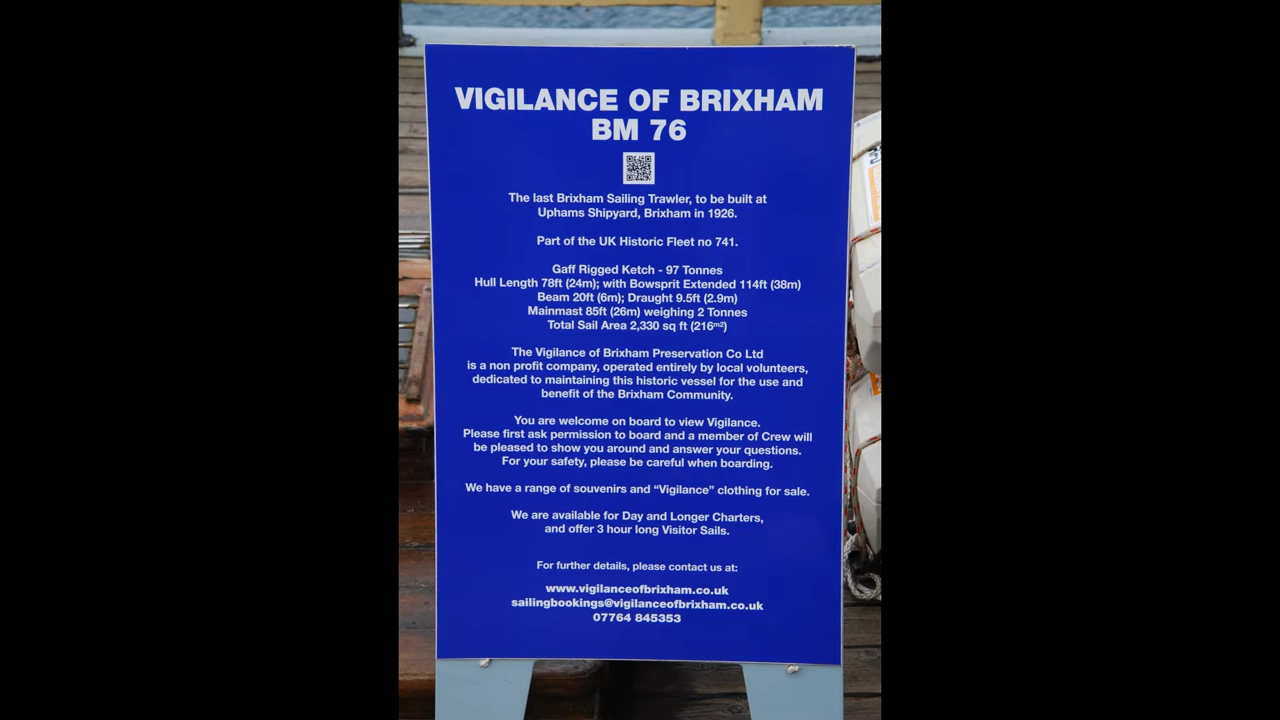 VIGILANCE OF BRIXHAM
BM 76
The last Brixham Sailing Trawler, to be built at
Uphams Shipyard, Brixham in 1926.
Part of the UK Historic Fleet no 741.
Gaff Rigged Ketch - 97 Tonnes
Hull Length 78ft (24m); with Bowsprit Extended 114ft (38m)
Beam 20ft (6m); Draught 9.5ft (2.9m)
Mainmast 85ft (26m) weighing 2 Tonnes
Total Sail Area 2,330 sq ft (216m2)
The Vigilance of Brixham Preservation Co Ltd
is a non profit company, operated entirely by local volunteers,
dedicated to maintaining this historic vessel for the use and
benefit of the Brixham Community.
You are welcome on board to view Vigilance.
Please first ask permission to board and a member of Crew will
be pleased to show you around and answer your questions.
For your safety, please be careful when boarding.
We have a range of souvenirs and “Vigilance” clothing for sale.
We are available for Day and Longer Charters,
and offer 3 hour long Visitor Sails.
For further details, please contact us at:
www.vigilanceofbrixham.co.uk
sailingbookings@vigilanceofbrixham.co.uk
07764 845353